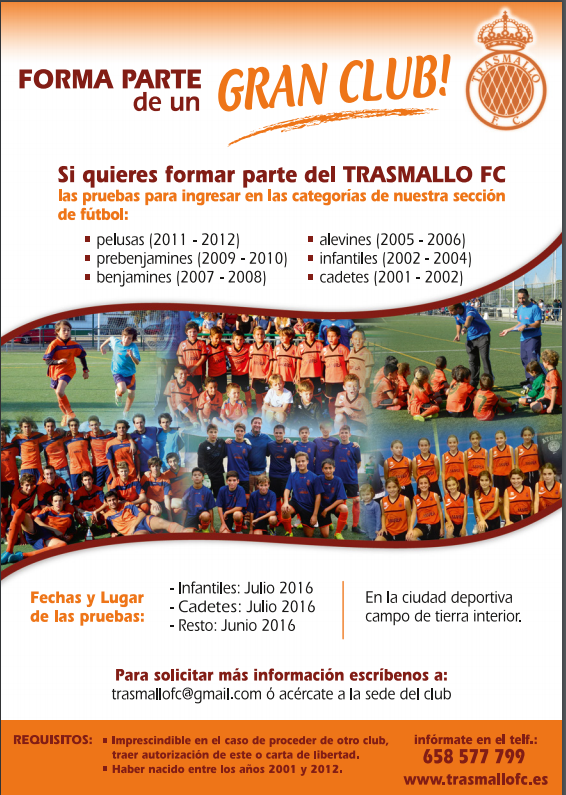 FORMA PARTE
de un
GRAN CLUB!
TRASMALLO
F. C.
Si quieres formar parte del TRASMALLO FC
las pruebas para ingresar en las categorías de nuestra sección
de fútbol:
▪ pelusas (2011 - 2012)
▪ prebenjamines (2009 - 2010)
▪ benjamines (2007 - 2008)
▪ alevines (2005 - 2006)
▪ infantiles (2002 - 2004)
▪ cadetes (2001 - 2002)
Fechas y Lugar
de las pruebas:
- Infantiles: Julio 2016
- Cadetes: Julio 2016
- Resto: Junio 2016
En la ciudad deportiva
campo de tierra interior.
Para solicitar más información escríbenos a:
trasmallofc@gmail.com ó acércate a la sede del club
REQUISITOS:
▪ Imprescindible en el caso de proceder de otro club,
traer autorización de este o carta de libertad.
▪ Haber nacido entre los años 2001 y 2012.
infórmate en el telf.:
658 577 799
www.trasmallofc.es